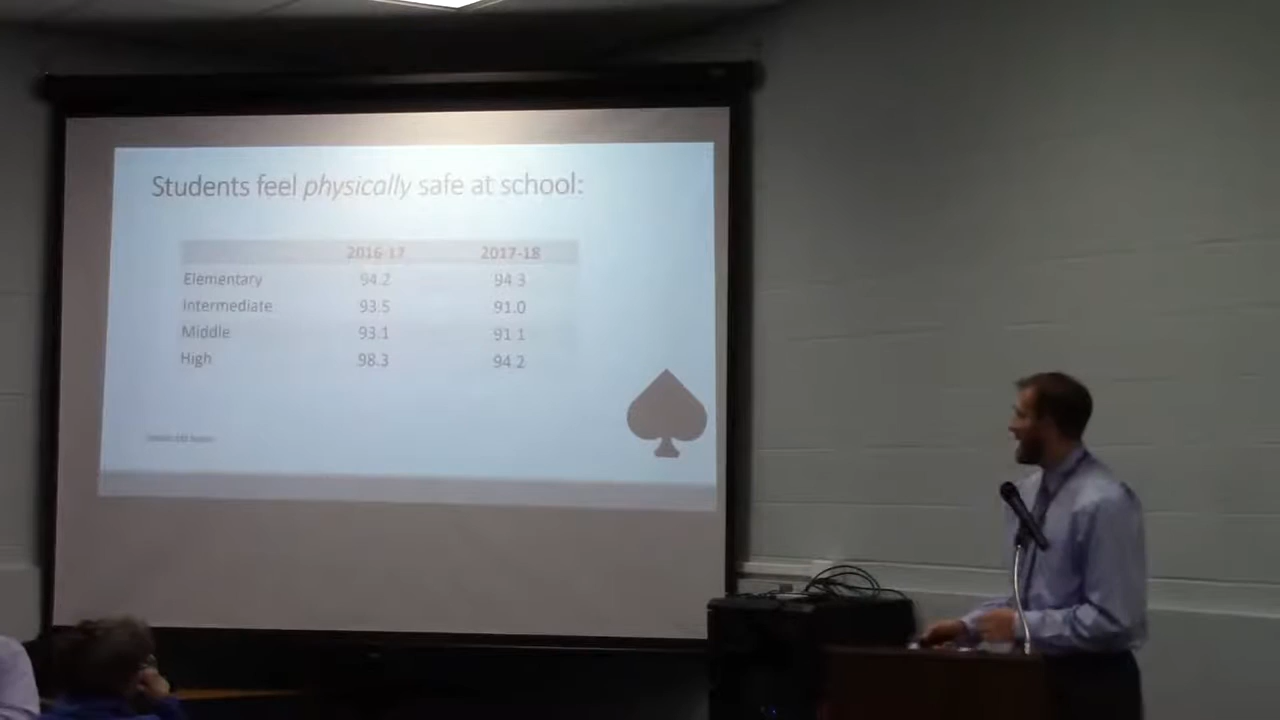 Students feel physically safe at school:
2016-17 2017-18
Elementary 94.2 94.3
Intermediate 93.5 91.0
Middle 93.1 91.1
High 98.3 94.2